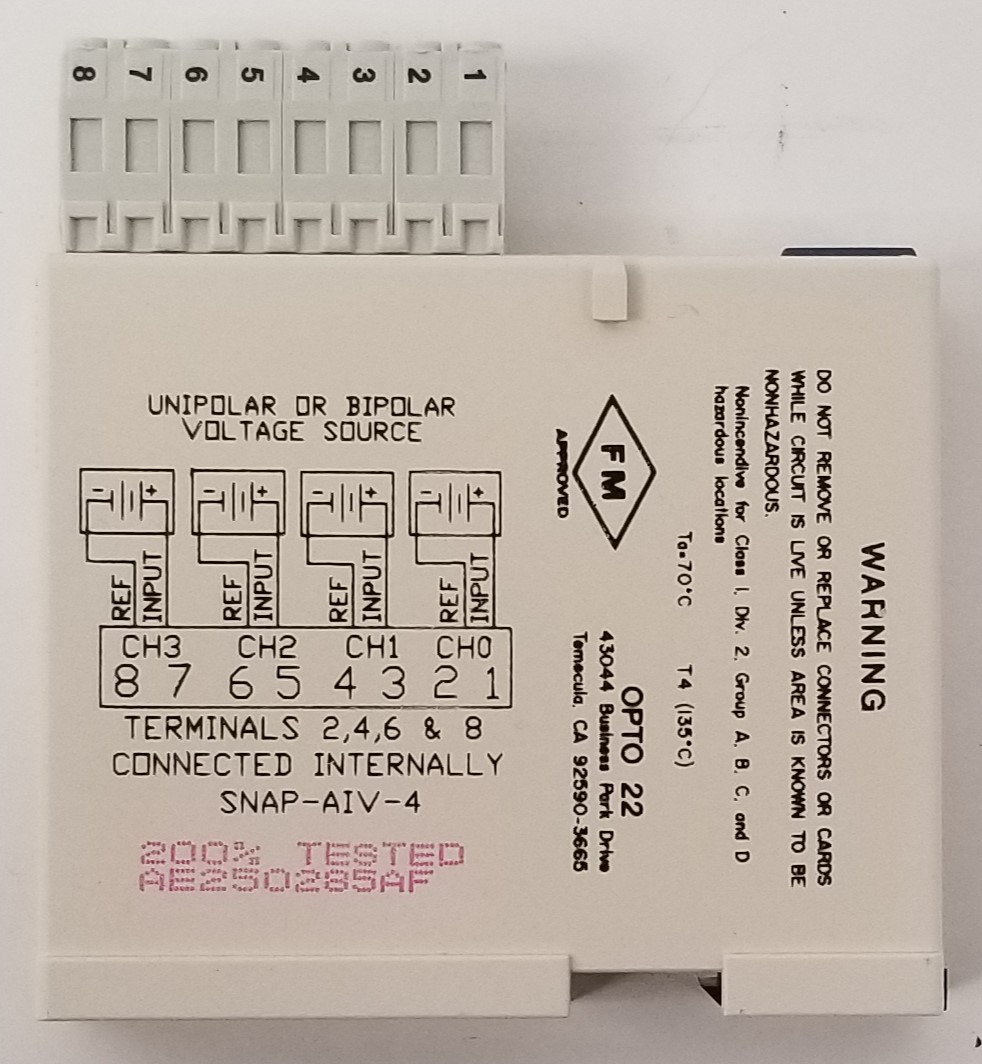 8 7 6 5 4 3 2 1
UNIPOLAR OR BIPOLAR
VOLTAGE SOURCE
- + - + - + - +
REF INPUT REF INPUT REF INPUT REF INPUT
CH3 CH2 CH1 CH0
8 7 6 5 4 3 2 1
TERMINALS 2,4,6 & 8
CONNECTED INTERNALLY
SNAP-AIV-4
200% TESTED
AE250285AF
FM
APPROVED
WARNING
DO NOT REMOVE OR REPLACE CONNECTORS OR CARDS
WHILE CIRCUIT IS LIVE UNLESS AREA IS KNOWN TO BE
NONHAZARDOUS.
Nonincendive for Class I, Div. 2, Group A, B, C, and D
hazardous locations
Ta=70°C T4 (135°C)
OPTO 22
43044 Business Park Drive
Temecula, CA 92590-3665